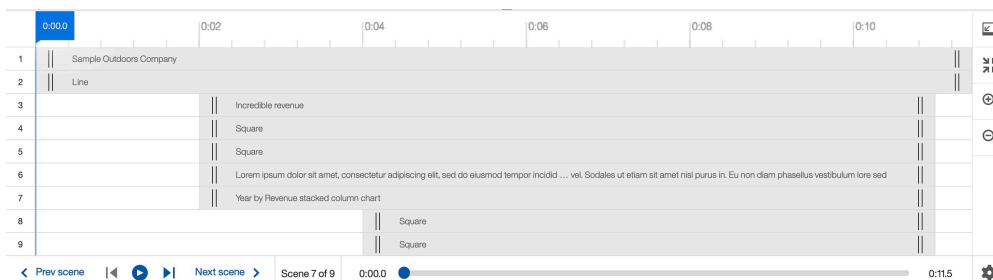 0:00.0 0:02 0:04 0:06 0:08 0:10
1 Sample Outdoors Company
2 Line
3 Incredible revenue
4 Square
5 Square
6 Lorem ipsum dolor sit amet, consectetur adipiscing elit, sed do eiusmod tempor incidid ... vel. Sodales ut etiam sit amet nisl purus in. Eu non diam phasellus vestibulum lore sed
7 Year by Revenue stacked column chart
8 Square
9 Square
Prev scene Next scene Scene 7 of 9 0:00.0 0:11.5